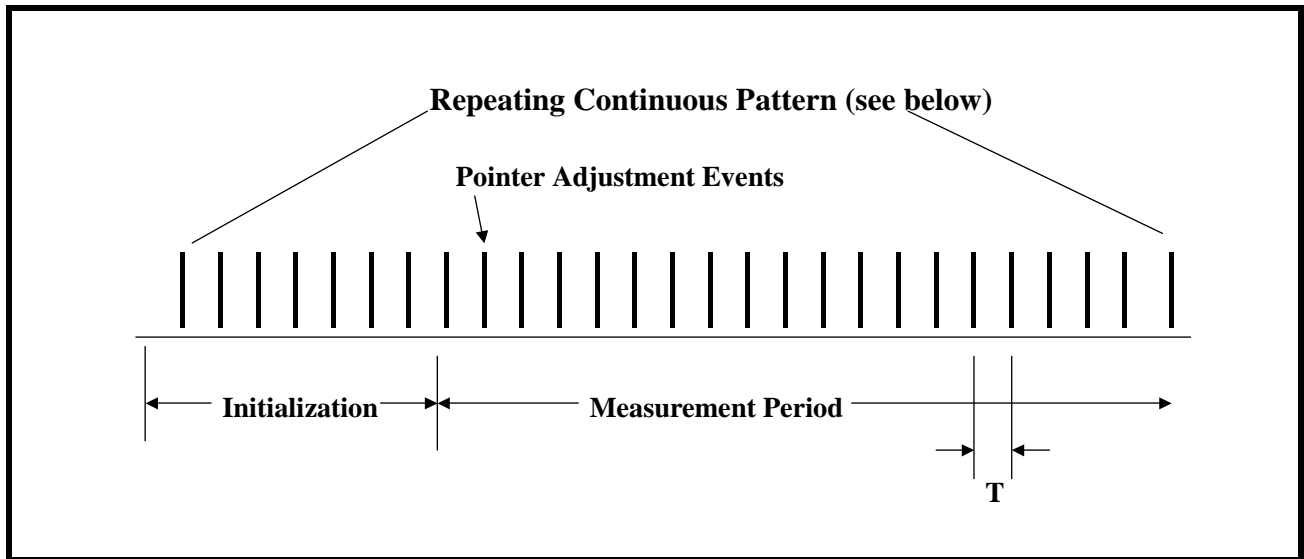 Repeating Continuous Pattern (see below)
Pointer Adjustment Events
Initialization
Measurement Period
T